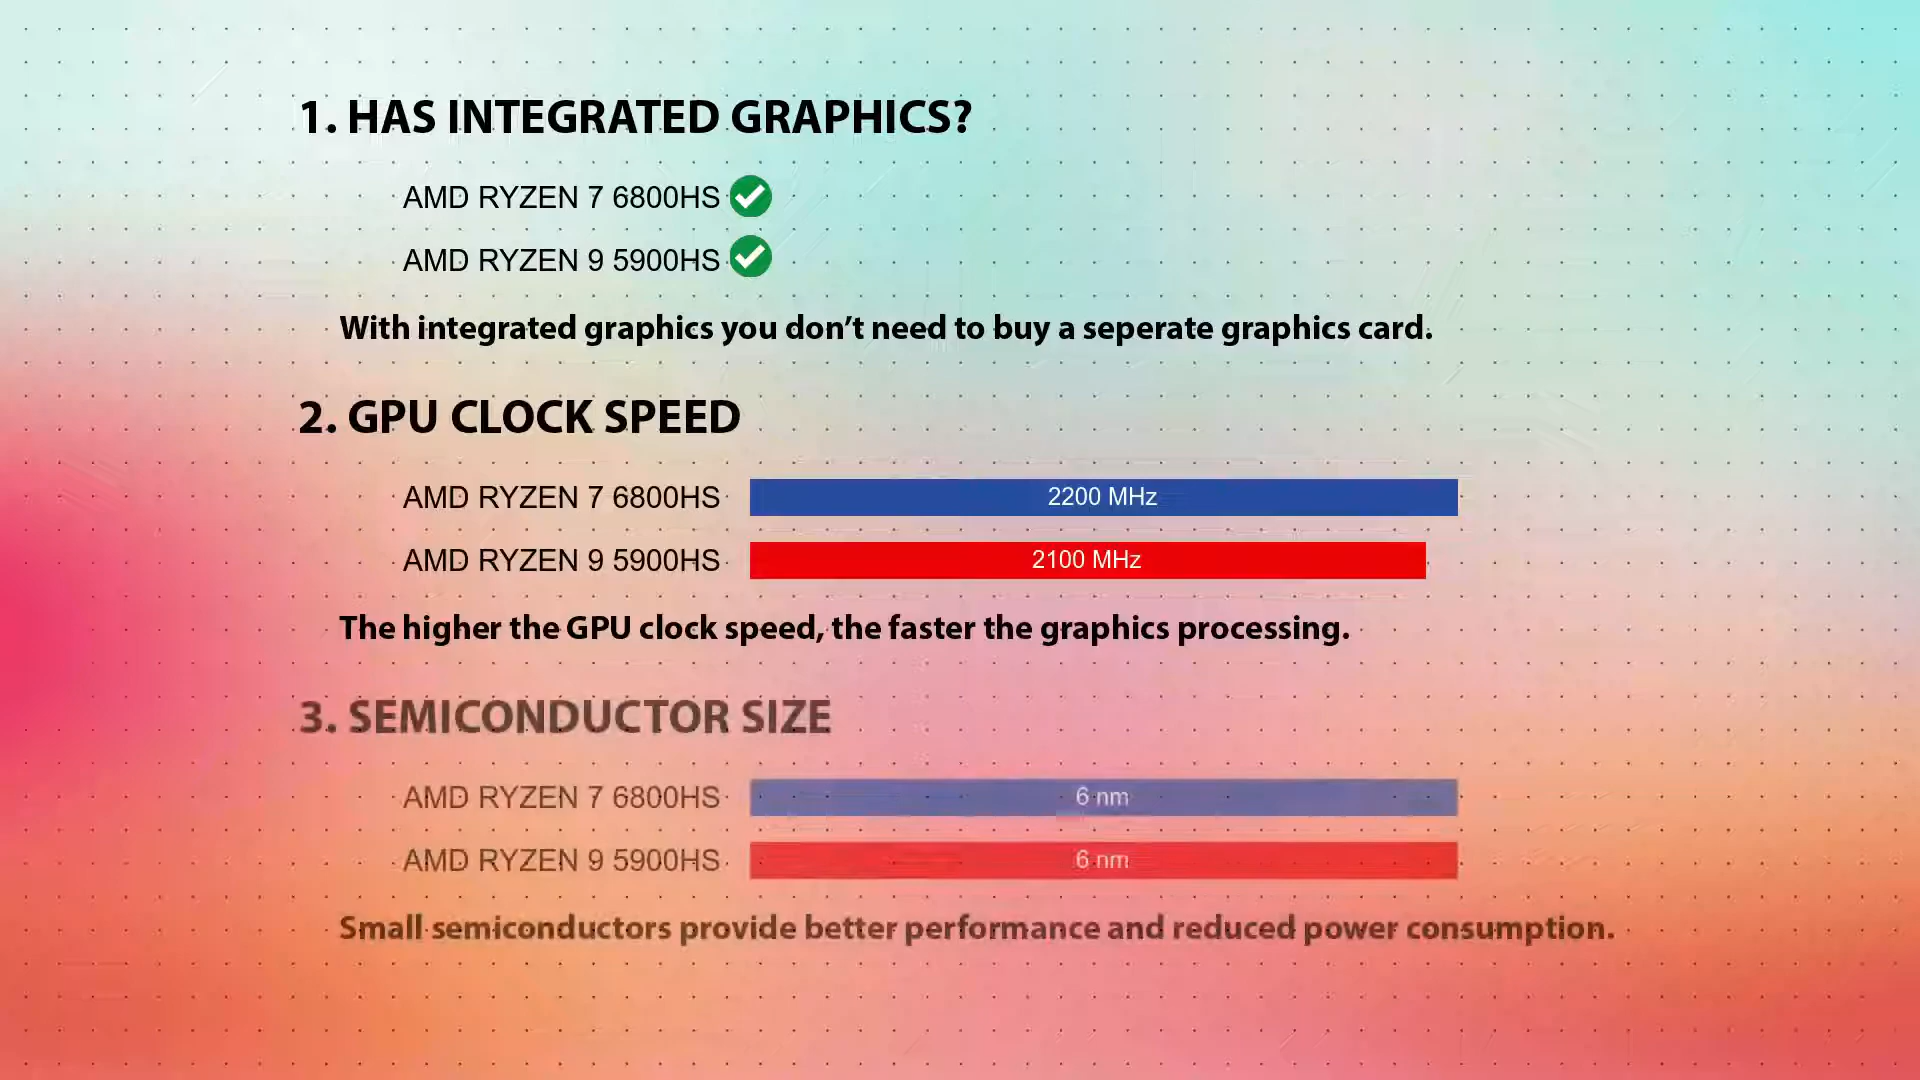 1. HAS INTEGRATED GRAPHICS?
AMD RYZEN 7 6800HS
AMD RYZEN 9 5900HS
With integrated graphics you don’t need to buy a seperate graphics card.
2. GPU CLOCK SPEED
AMD RYZEN 7 6800HS 2200 MHz
AMD RYZEN 9 5900HS 2100 MHz
The higher the GPU clock speed, the faster the graphics processing.
3. SEMICONDUCTOR SIZE
AMD RYZEN 7 6800HS 6 nm
AMD RYZEN 9 5900HS 6 nm
Small semiconductors provide better performance and reduced power consumption.